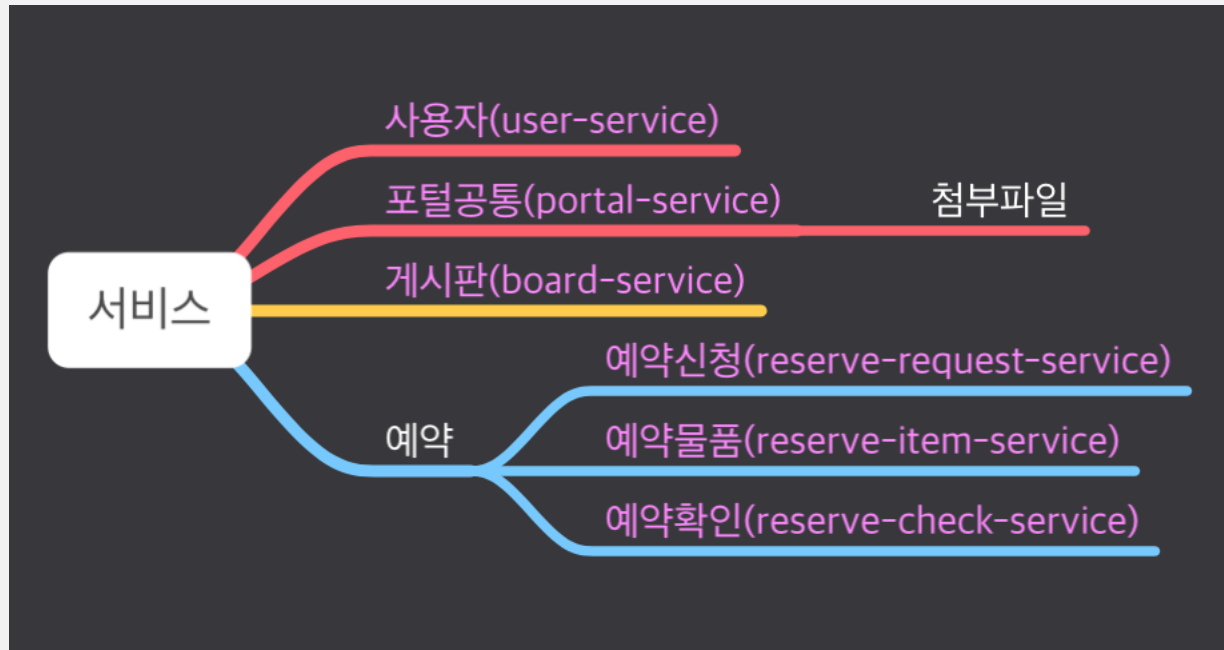 사용자(user-service)
포털공통(portal-service) 첨부파일
게시판(board-service)
서비스
예약신청(reserve-request-service)
예약
예약물품(reserve-item-service)
예약확인(reserve-check-service)